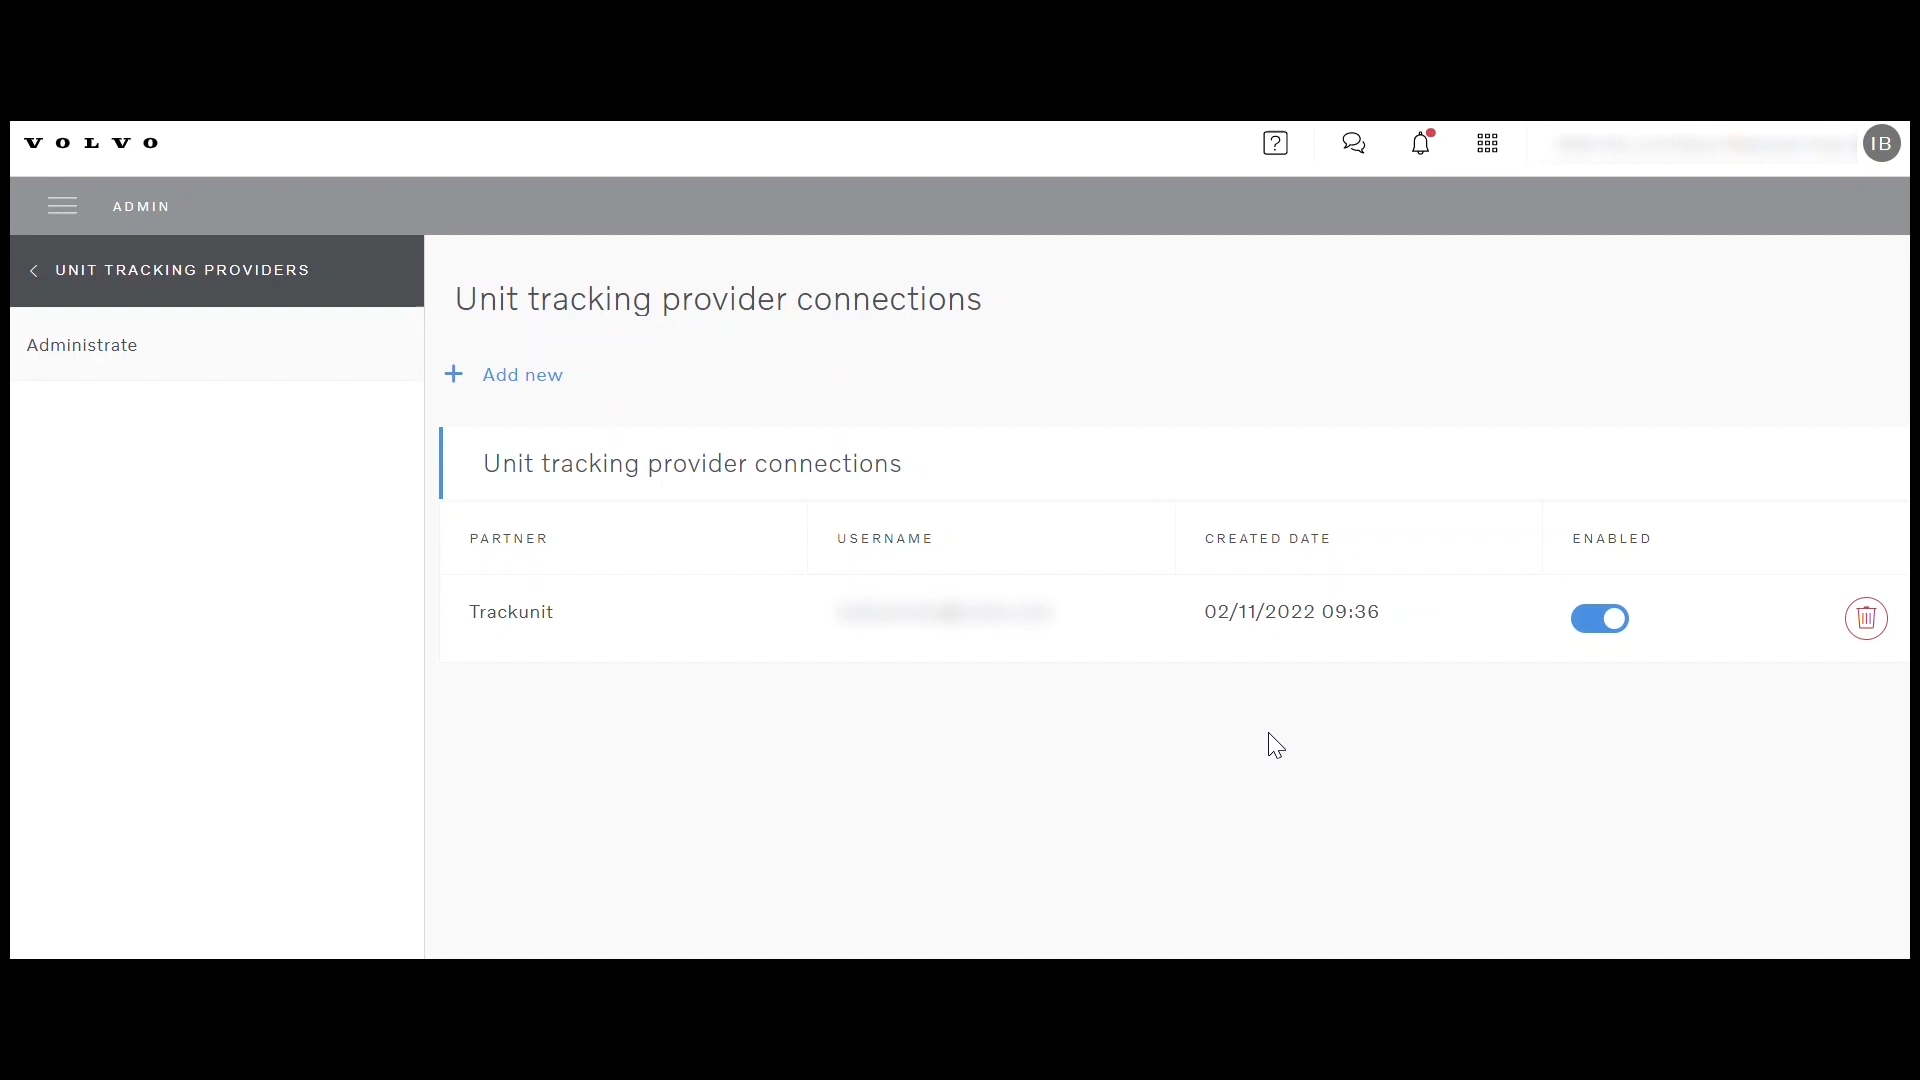 VOLVO
?
IB
ADMIN
UNIT TRACKING PROVIDERS
Administrate
Unit tracking provider connections
+ Add new
Unit tracking provider connections
PARTNER USERNAME CREATED DATE ENABLED
Trackunit 02/11/2022 09:36